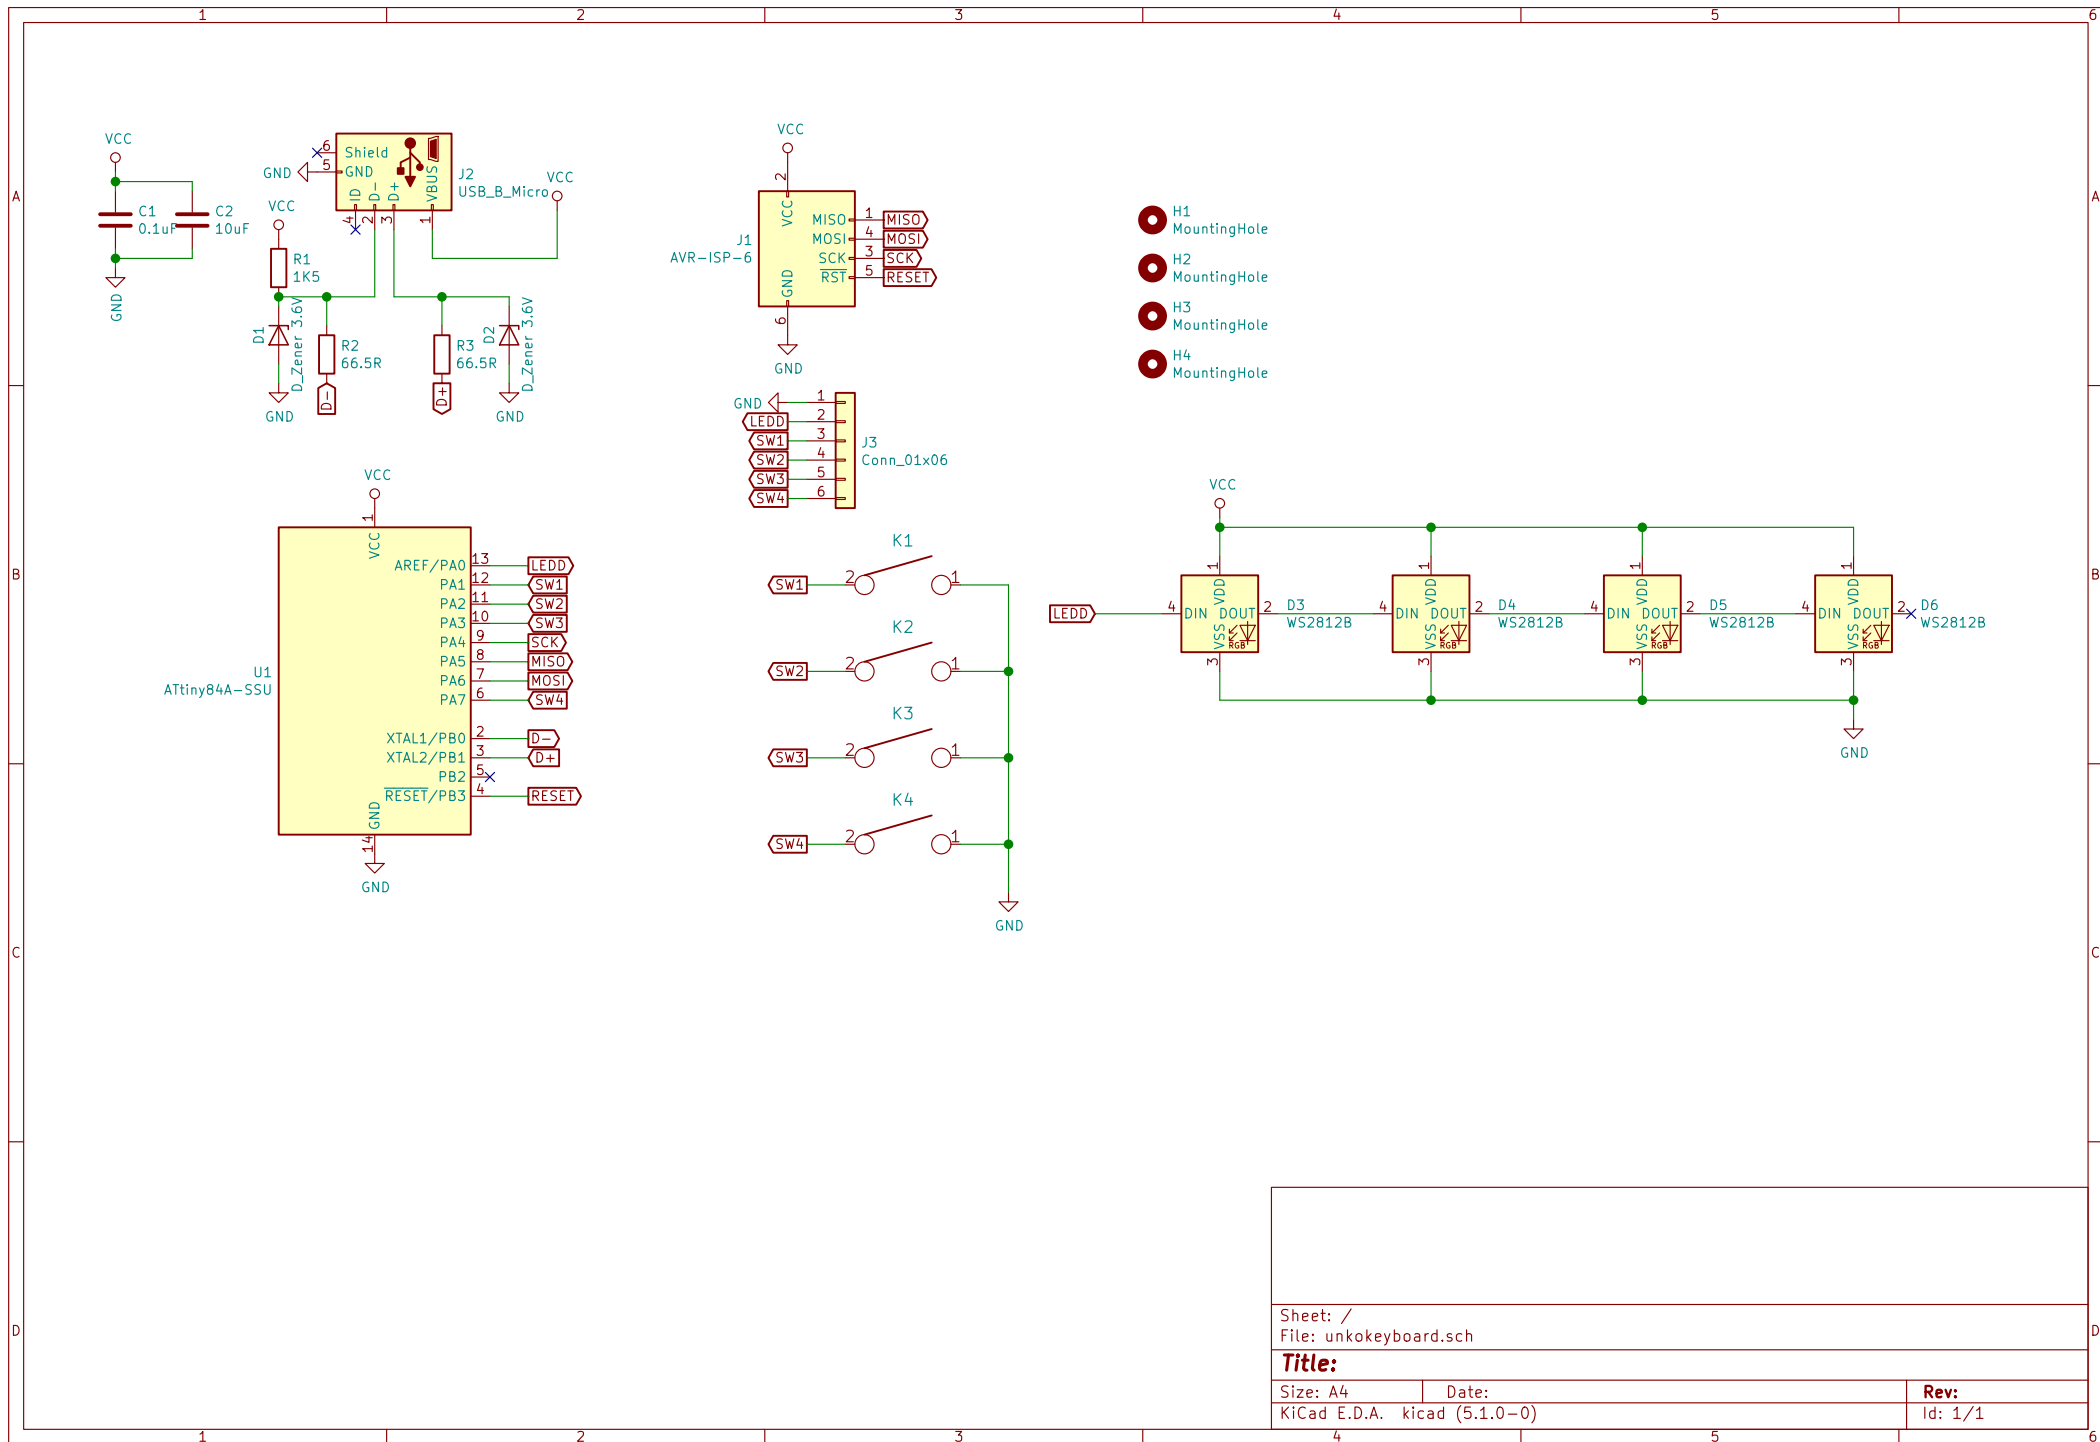 1 2 3 4 5 6
A
B
C
D
VCC
C1
0.1uF
C2
10uF
GND
VCC
R1
1K5
6 Shield
5 GND
GND
ID
D-
D+
VBUS
4
2
3
1
J2
USB_B_Micro
VCC
D1
D_Zener 3.6V
GND
R2
66.5R
D-
R3
66.5R
D+
D2
D_Zener 3.6V
GND
VCC
2
VCC
J1
AVR-ISP-6
MISO 1 MISO
MOSI 4 MOSI
SCK 3 SCK
RST 5 RESET
GND
6
GND
H1
MountingHole
H2
MountingHole
H3
MountingHole
H4
MountingHole
GND 1
LEDD 2
SW1 3
SW2 4
SW3 5
SW4 6
J3
Conn_01x06
VCC
1
VCC
U1
ATtiny84A-SSU
AREF/PA0 13 LEDD
PA1 12 SW1
PA2 11 SW2
PA3 10 SW3
PA4 9 SCK
PA5 8 MISO
PA6 7 MOSI
PA7 6 SW4
XTAL1/PB0 2 D-
XTAL2/PB1 3 D+
PB2 5
RESET/PB3 4 RESET
GND
14
GND
K1
SW1 2 1
K2
SW2 2 1
K3
SW3 2 1
K4
SW4 2 1
GND
VCC
LEDD
1
VDD
4 DIN DOUT 2
VSS
RGB
3
D3
WS2812B
1
VDD
4 DIN DOUT 2
VSS
RGB
3
D4
WS2812B
1
VDD
4 DIN DOUT 2
VSS
RGB
3
D5
WS2812B
1
VDD
4 DIN DOUT 2
VSS
RGB
3
D6
WS2812B
GND
Sheet: /
File: unkokeyboard.sch
Title:
Size: A4 Date: Rev:
KiCad E.D.A. kicad (5.1.0-0) Id: 1/1
A
B
C
D
1 2 3 4 5 6